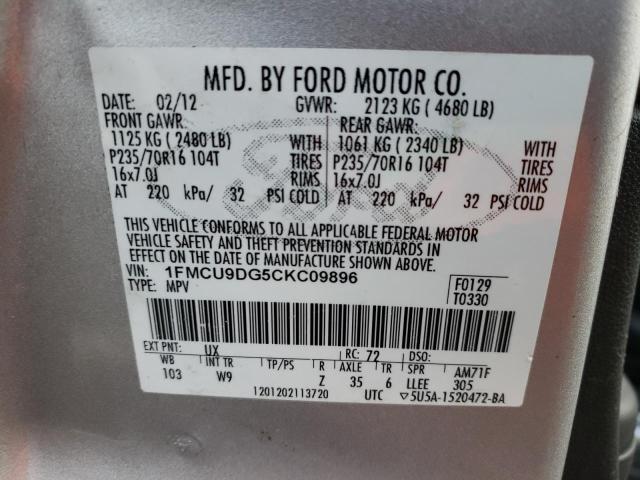 MFD. BY FORD MOTOR CO.
DATE: 02/12 GVWR: 2123 KG ( 4680 LB)
FRONT GAWR: REAR GAWR:
1125 KG ( 2480 LB) WITH 1061 KG ( 2340 LB) WITH
P235/70R16 104T TIRES P235/70R16 104T TIRES
16x7.0J RIMS 16x7.0J RIMS
AT 220 kPa/ 32 PSI COLD AT 220 kPa/ 32 PSI COLD
THIS VEHICLE CONFORMS TO ALL APPLICABLE FEDERAL MOTOR
VEHICLE SAFETY AND THEFT PREVENTION STANDARDS IN
EFFECT ON THE DATE OF MANUFACTURE SHOWN ABOVE.
VIN: 1FMCU9DG5CKC09896 F0129
TYPE: MPV T0330
EXT PNT: UX RC: 72 DSO:
WB INT TR TP/PS R AXLE TR SPR AM71F
103 W9 Z 35 6 LLEE 305
1201202113720 UTC ▽5U5A-1520472-BA